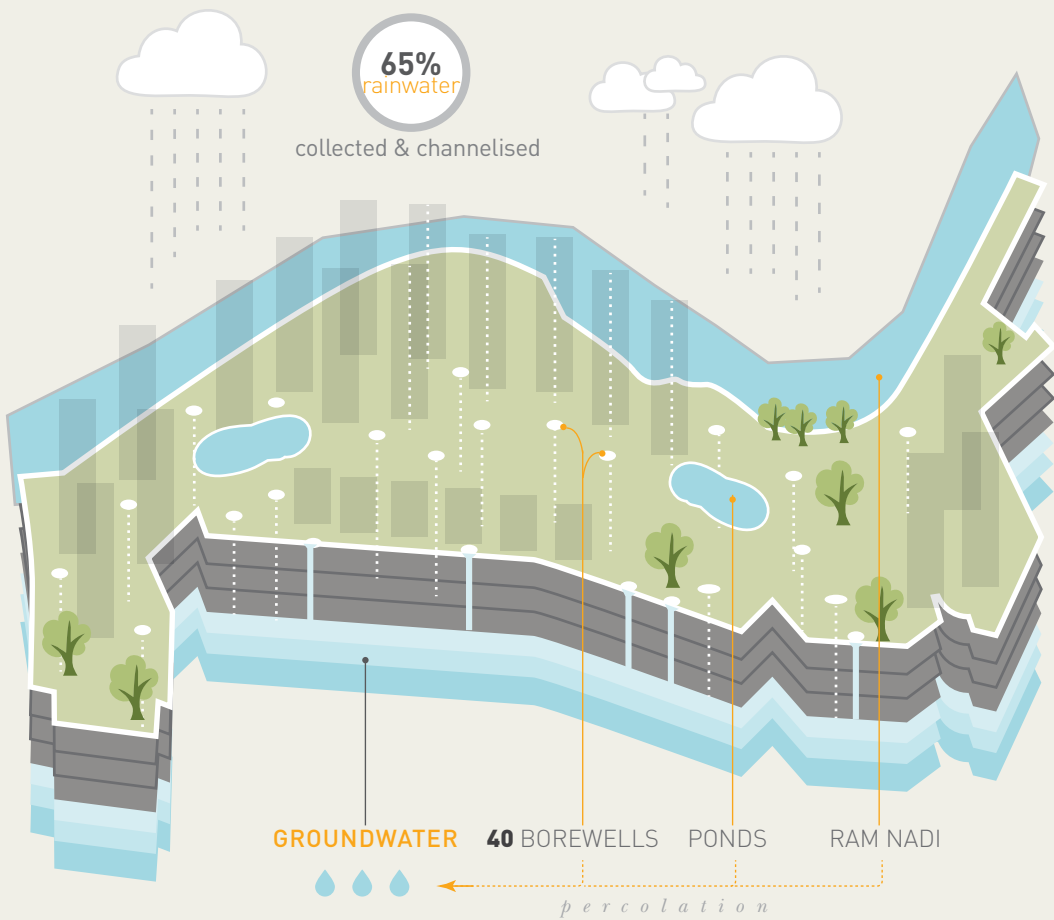 65%
rainwater
collected & channelised
GROUNDWATER
40 BOREWELLS
PONDS
RAM NADI
percolation